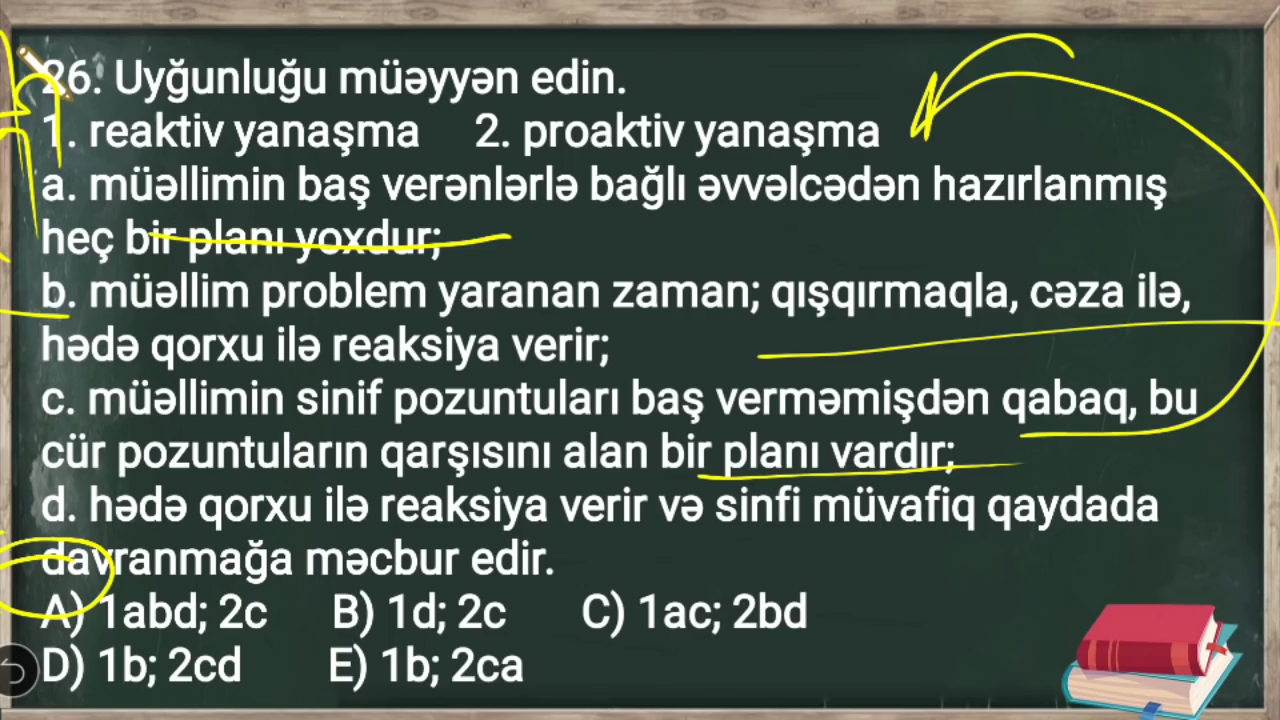 26. Uyğunluğu müəyyən edin.
1. reaktiv yanaşma 2. proaktiv yanaşma
a. müəllimin baş verənlərlə bağlı əvvəlcədən hazırlanmış
heç bir planı yoxdur;
b. müəllim problem yaranan zaman; qışqırmaqla, cəza ilə,
hədə qorxu ilə reaksiya verir;
c. müəllimin sinif pozuntuları baş verməmişdən qabaq, bu
cür pozuntuların qarşısını alan bir planı vardır;
d. hədə qorxu ilə reaksiya verir və sinfi müvafiq qaydada
davranmağa məcbur edir.
A) 1abd; 2c B) 1d; 2c C) 1ac; 2bd
D) 1b; 2cd E) 1b; 2ca